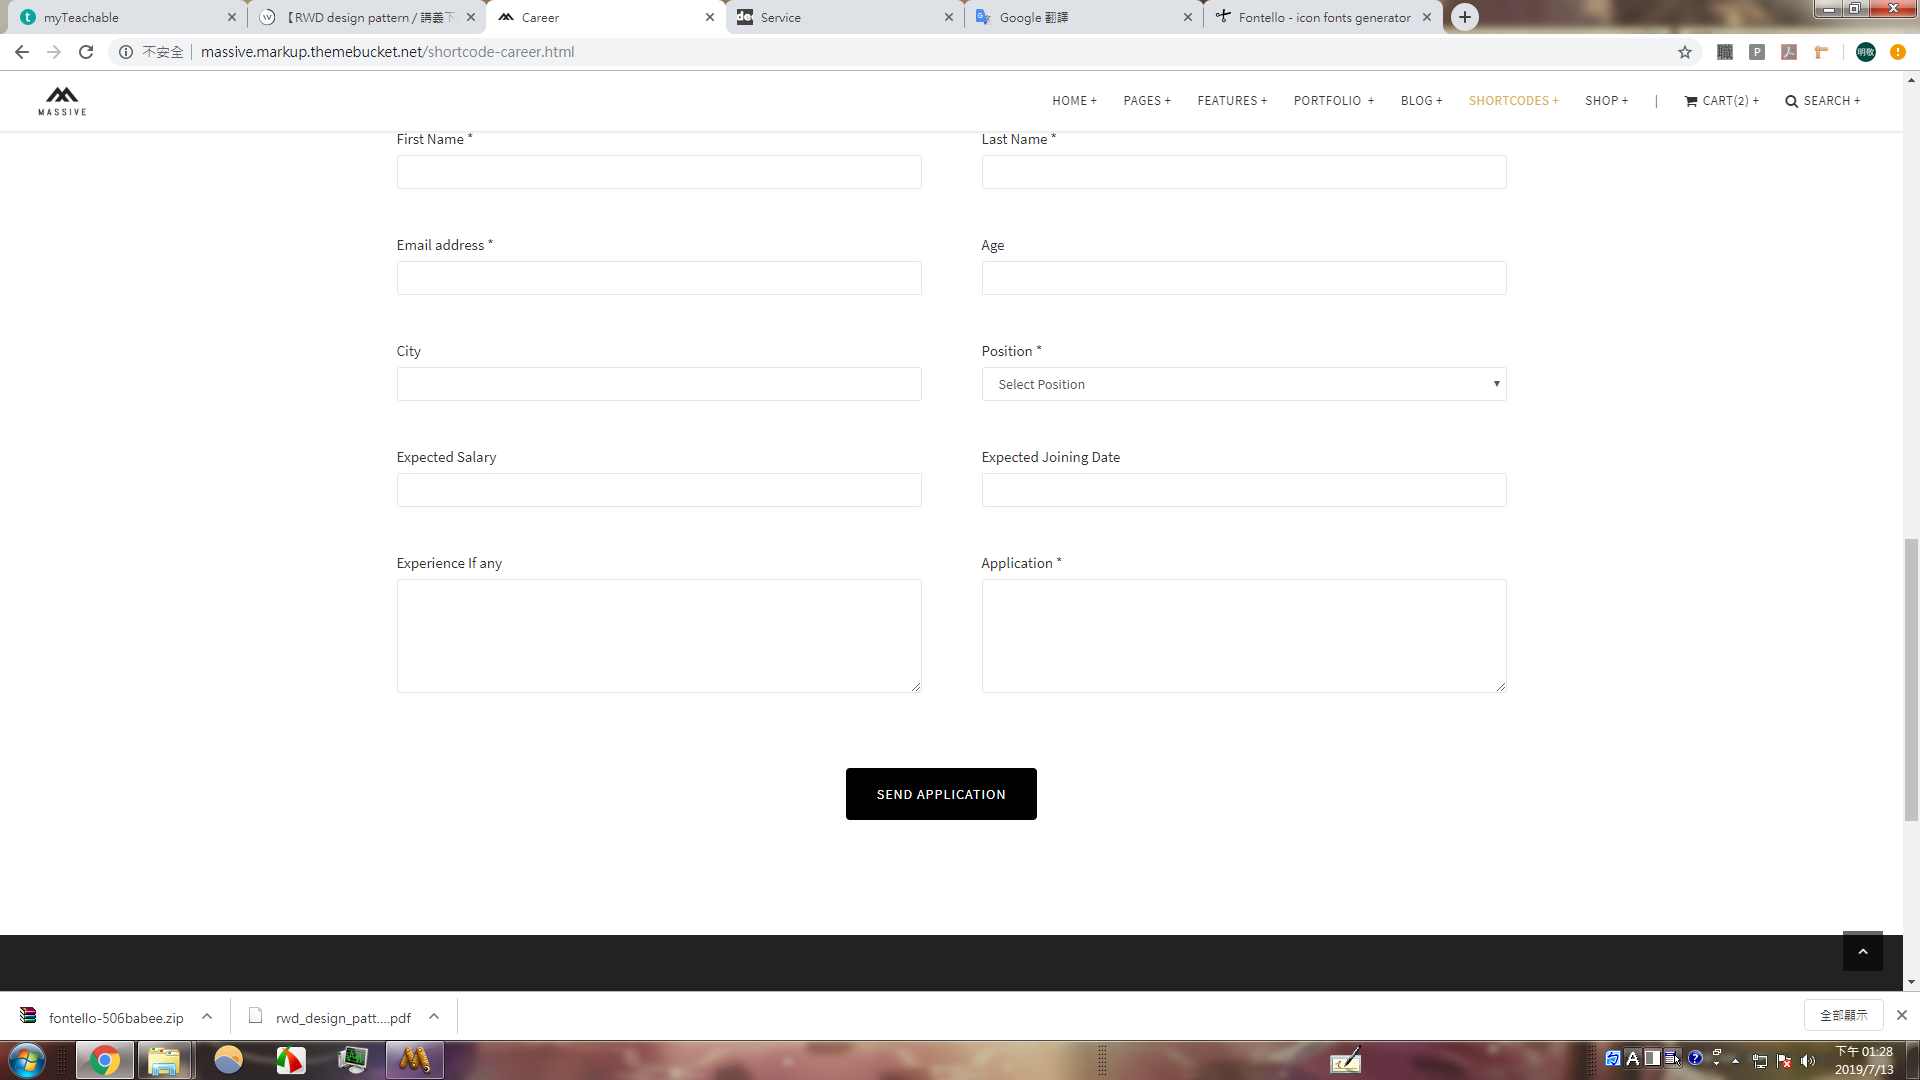 myTeachable
【RWD design pattern / 講義下
Career
Service
Google 翻譯
Fontello - icon fonts generator
不安全
massive.markup.themebucket.net/shortcode-career.html
MASSIVE
HOME +
PAGES +
FEATURES +
PORTFOLIO +
BLOG +
SHORTCODES +
SHOP +
|
CART(2) +
SEARCH +
First Name *
Last Name *
Email address *
Age
City
Position *
Select Position
Expected Salary
Expected Joining Date
Experience If any
Application *
SEND APPLICATION
fontello-506babee.zip
rwd_design_patt....pdf
全部顯示
下午 01:28
2019/7/13